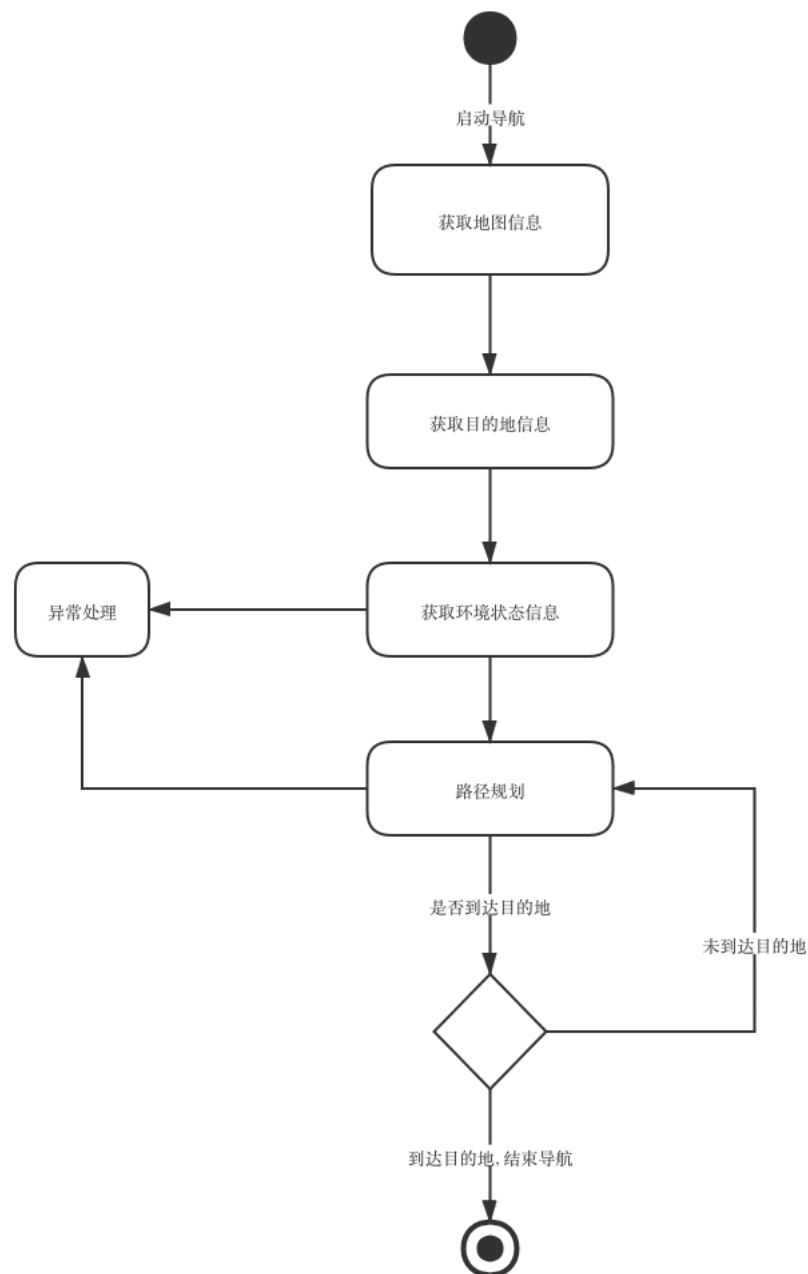 启动导航
获取地图信息
获取目的地信息
异常处理
获取环境状态信息
路径规划
是否到达目的地
未到达目的地
到达目的地,结束导航